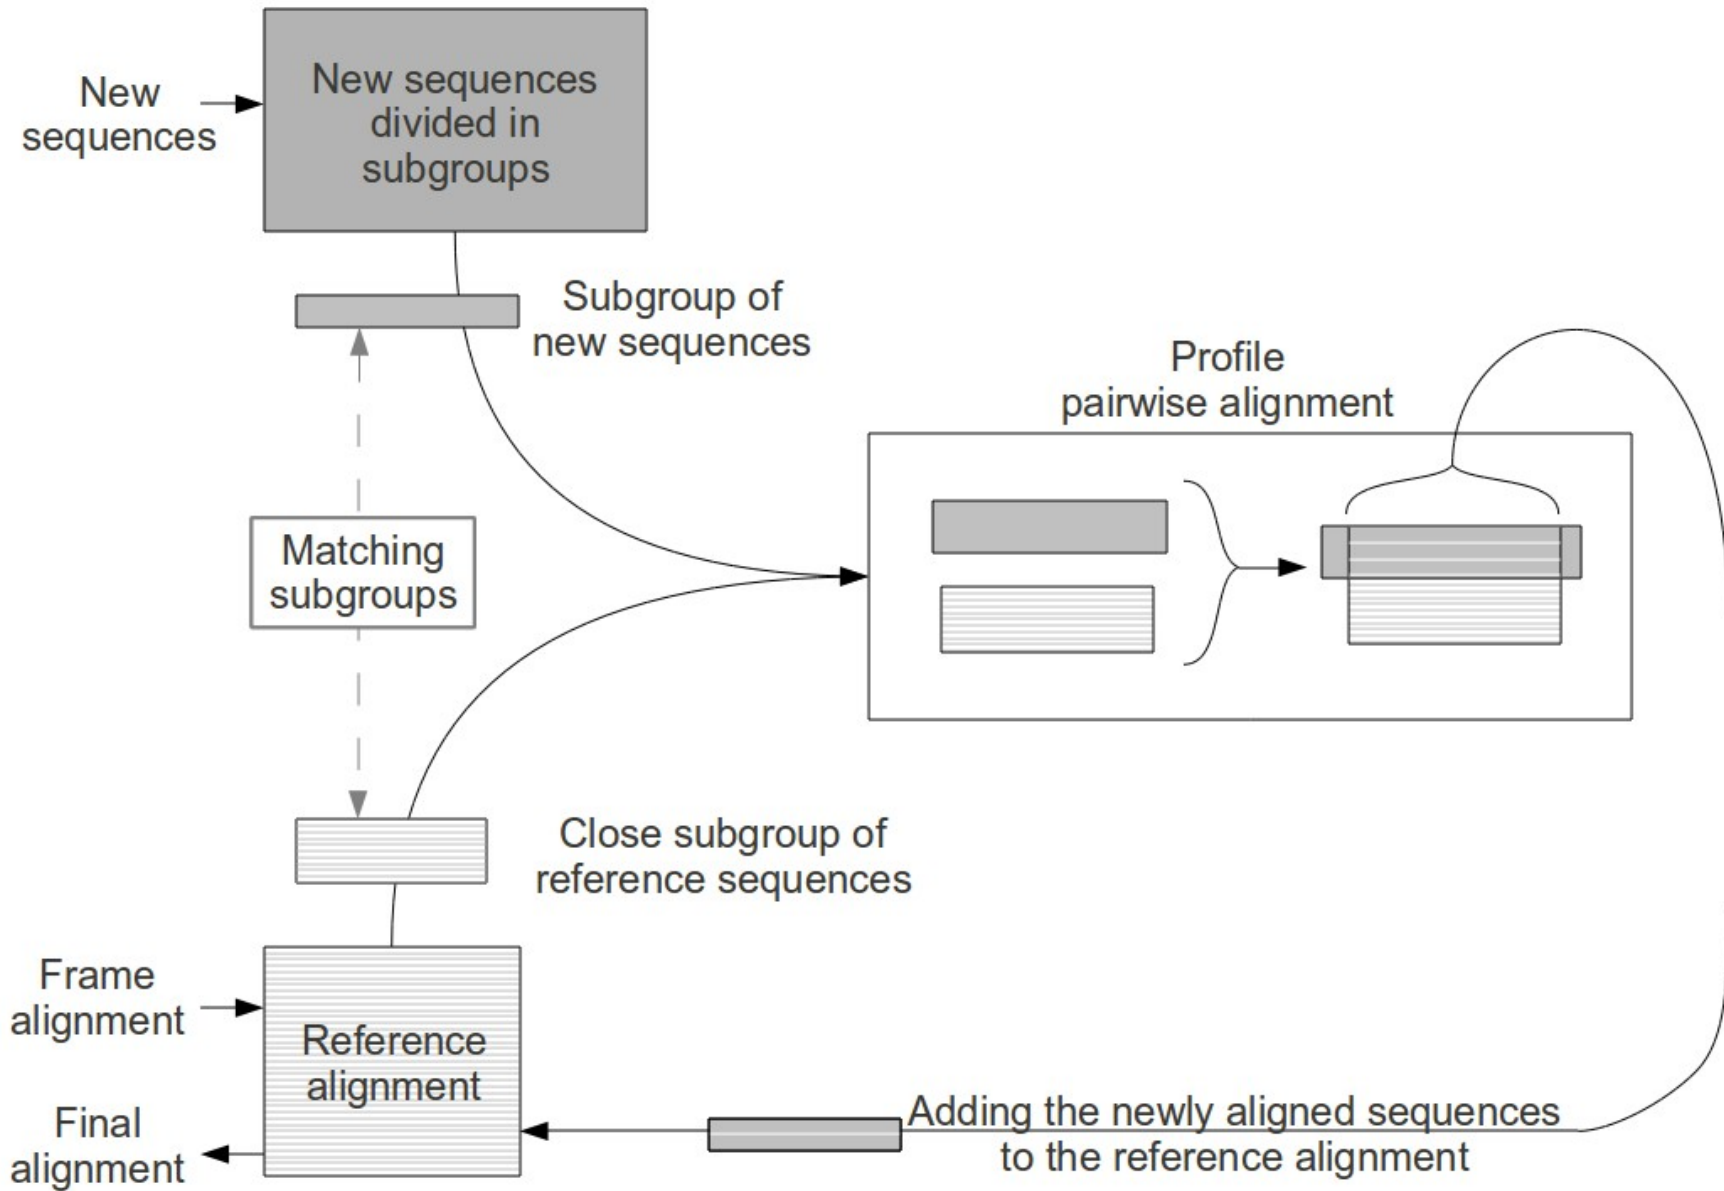 New
sequences
New sequences
divided in
subgroups
Subgroup of
new sequences
Profile
pairwise alignment
Matching
subgroups
Close subgroup of
reference sequences
Frame
alignment
Reference
alignment
Final
alignment
Adding the newly aligned sequences
to the reference alignment